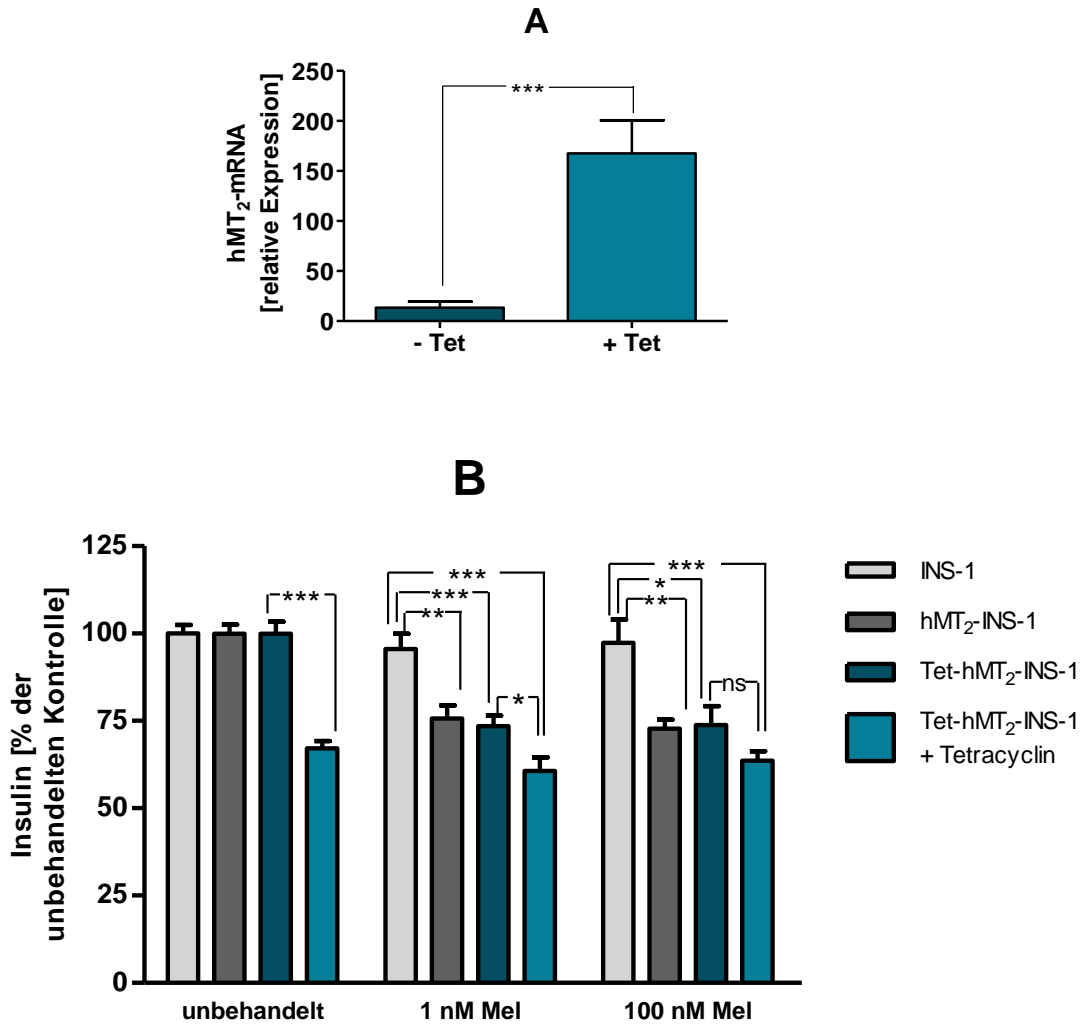 A
250
200
150
100
50
0
hMT₂-mRNA
[relative Expression]
***
- Tet
+ Tet
B
125
100
75
50
25
0
Insulin [% der
unbehandelten Kontrolle]
***
***
***
**
*
***
*
**
ns
unbehandelt
1 nM Mel
100 nM Mel
INS-1
hMT₂-INS-1
Tet-hMT₂-INS-1
Tet-hMT₂-INS-1
+ Tetracyclin